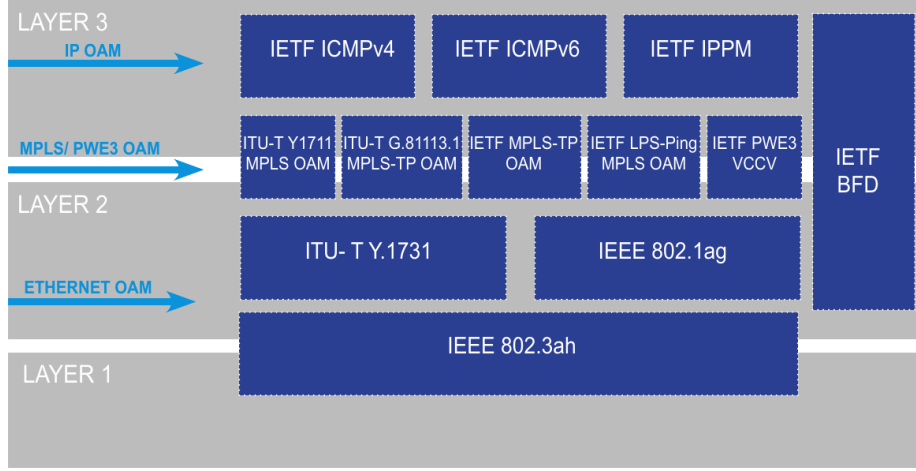 LAYER 3
IP OAM
IETF ICMPv4
IETF ICMPv6
IETF IPPM
MPLS/ PWE3 OAM
ITU-T Y1711
MPLS OAM
ITU-T G.81113.1
MPLS-TP OAM
IETF MPLS-TP
OAM
IETF LPS-Ping
MPLS OAM
IETF PWE3
VCCV
IETF
BFD
LAYER 2
ITU- T Y.1731
IEEE 802.1ag
ETHERNET OAM
IEEE 802.3ah
LAYER 1